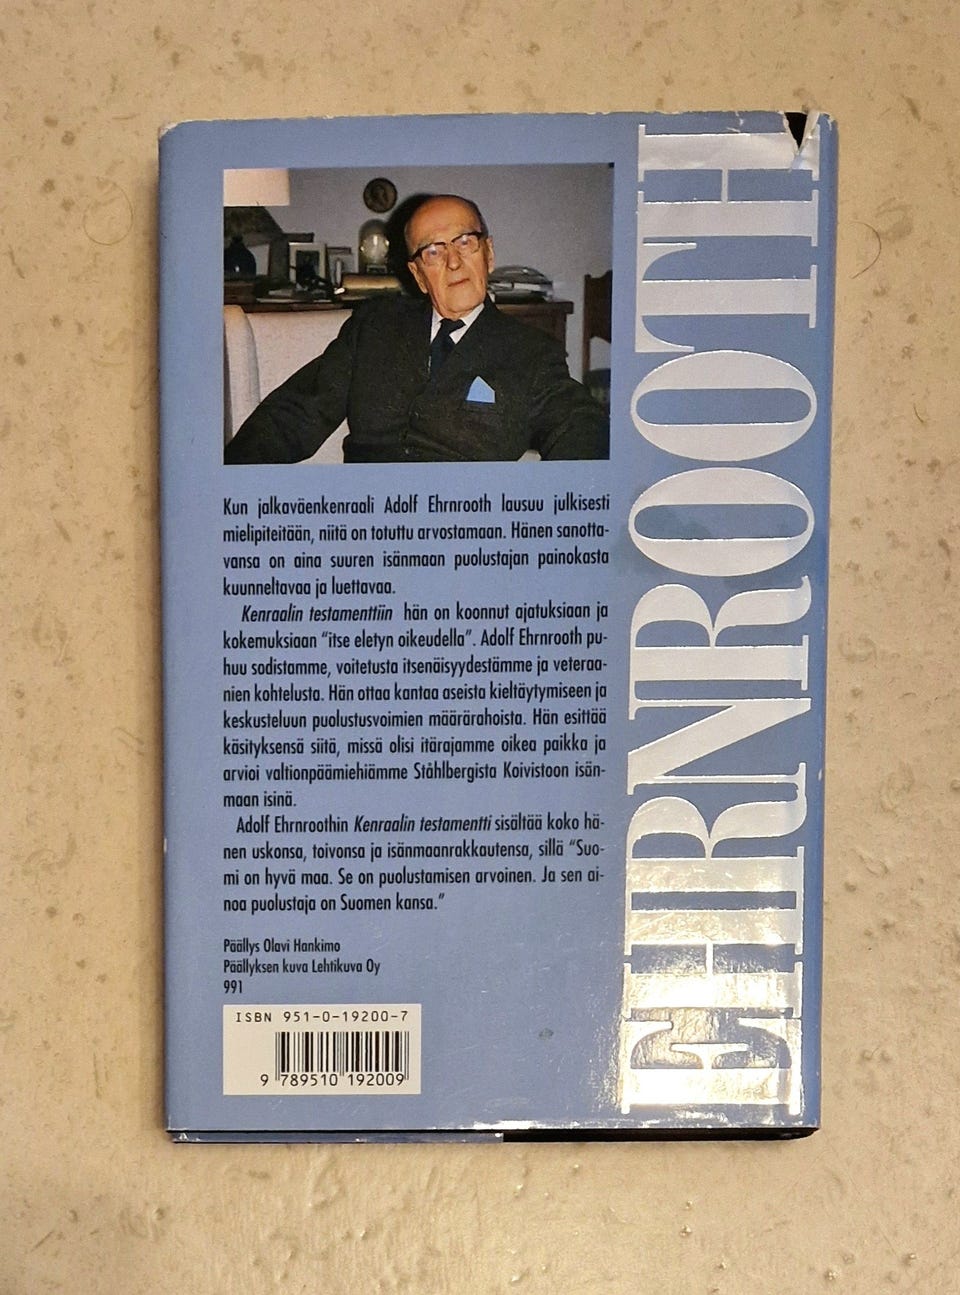 Kun jalkaväenkenraali Adolf Ehrnrooth lausuu julkisesti
mielipiteitään, niitä on totuttu arvostamaan. Hänen sanotta-
vansa on aina suuren isänmaan puolustajan painokasta
kuunneltavaa ja luettavaa.
Kenraalin testamenttiin hän on koonnut ajatuksiaan ja
kokemuksiaan "itse eletyn oikeudella". Adolf Ehrnrooth pu-
huu sodistamme, voitetusta itsenäisyydestämme ja veteraa-
nien kohtelusta. Hän ottaa kantaa aseista kieltäytymiseen ja
keskusteluun puolustusvoimien määrärahoista. Hän esittää
käsityksensä siitä, missä olisi itärajamme oikea paikka ja
arvioi valtionpäämiehiämme Ståhlbergista Koivistoon isän-
maan isinä.
Adolf Ehrnroothin Kenraalin testamentti sisältää koko hä-
nen uskonsa, toivonsa ja isänmaanrakkautensa, sillä "Suo-
mi on hyvä maa. Se on puolustamisen arvoinen. Ja sen ai-
noa puolustaja on Suomen kansa."
Päällys Olavi Hankimo
Päällyksen kuva Lehtikuva Oy
991
ISBN 951-0-19200-7
9 789510 192009
EHRNROOTH